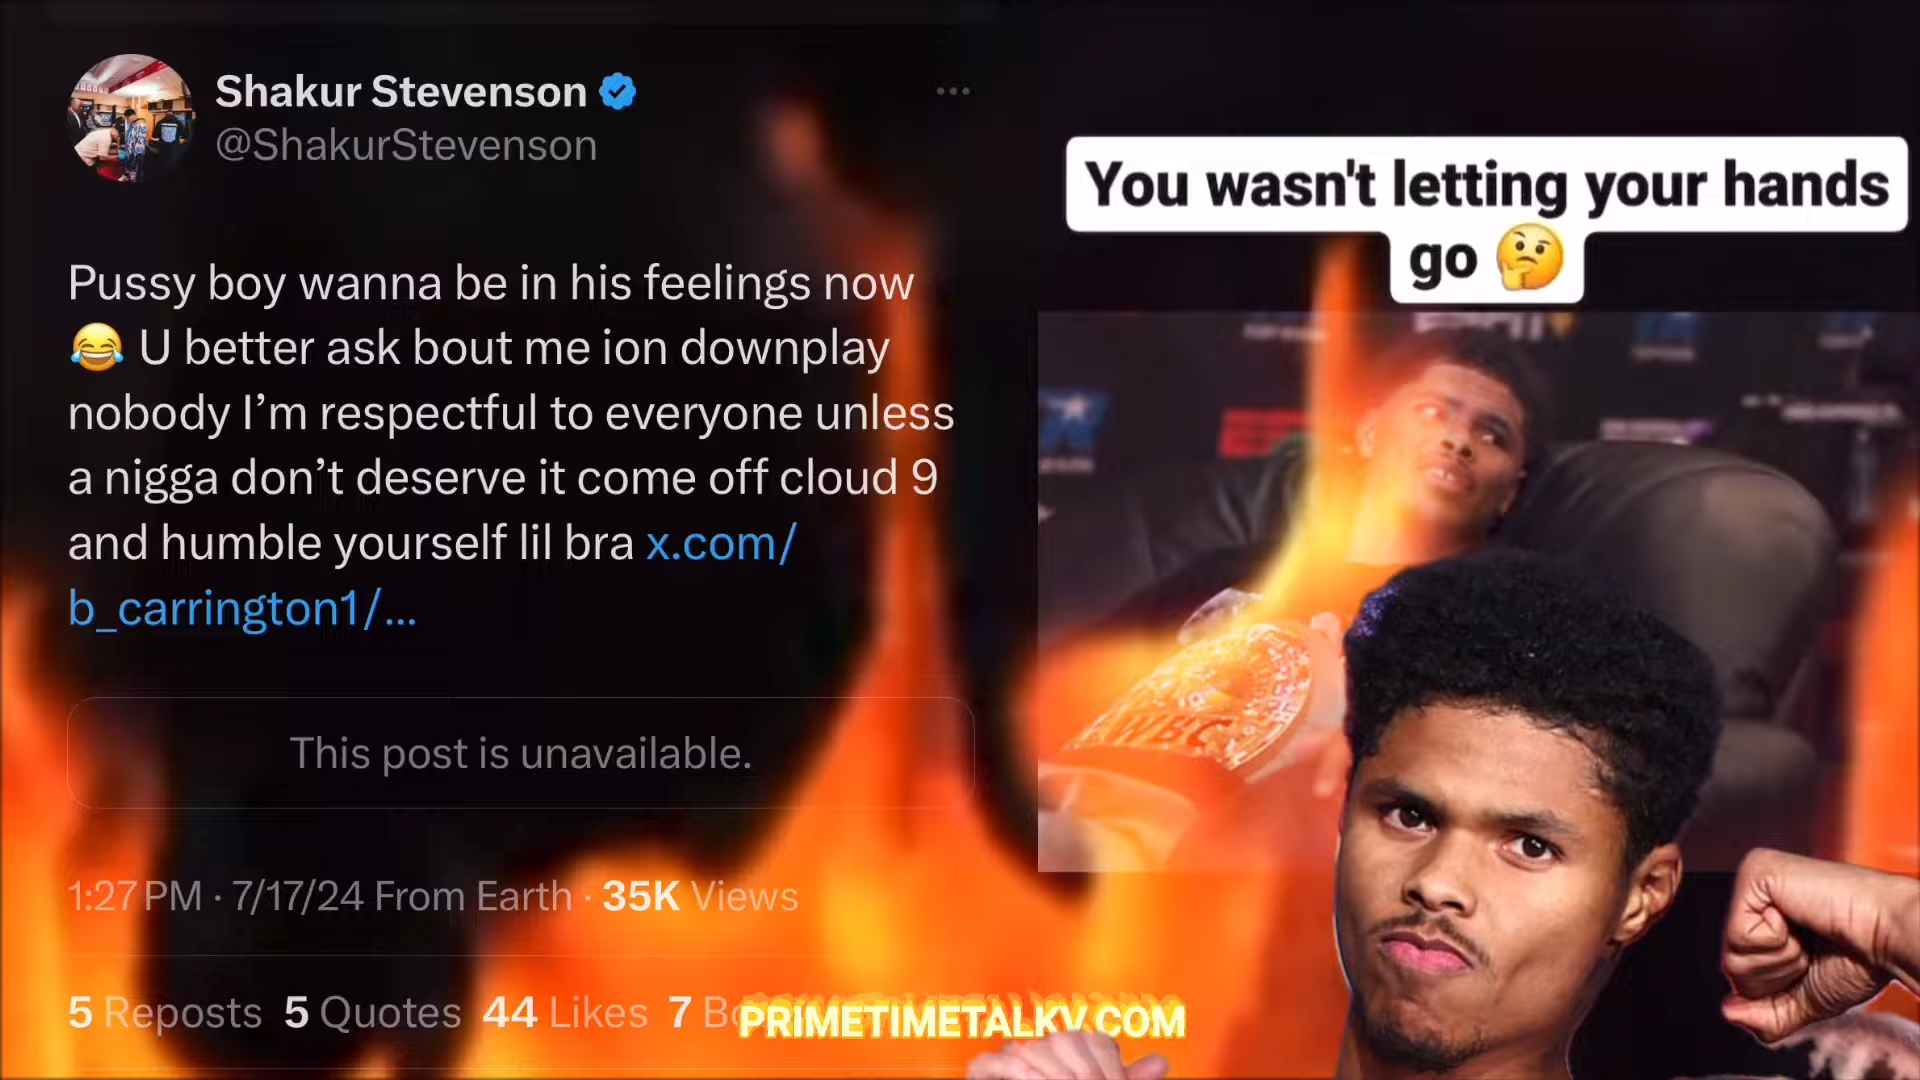 Shakur Stevenson
@ShakurStevenson
Pussy boy wanna be in his feelings now
😂 U better ask bout me ion downplay
nobody I’m respectful to everyone unless
a nigga don’t deserve it come off cloud 9
and humble yourself lil bra x.com/
b_carrington1/...
This post is unavailable.
1:27 PM · 7/17/24 From Earth · 35K Views
5 Reposts 5 Quotes 44 Likes 7
You wasn't letting your hands
go 🤔
WBC
PRIMETIMETALKV.COM